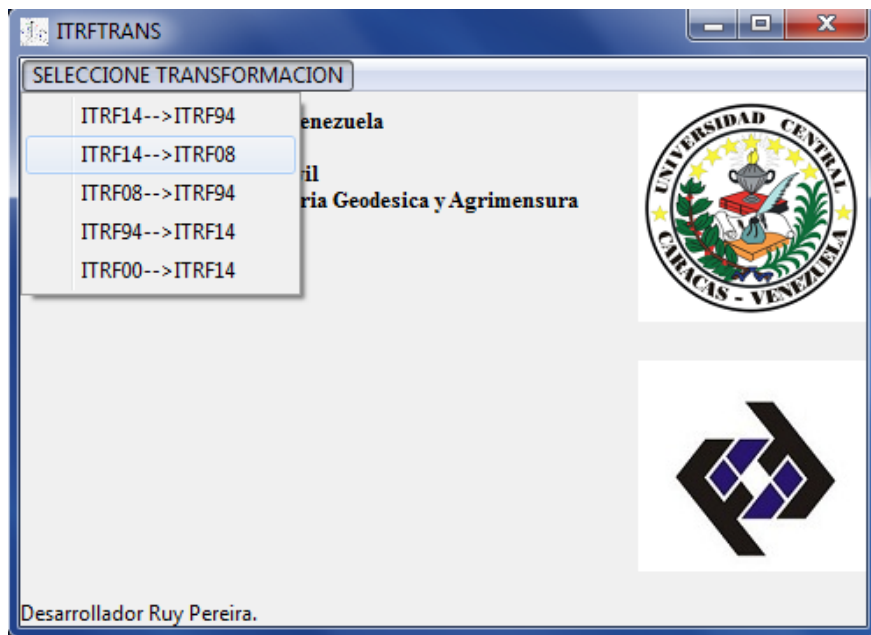 ITRFTRANS
SELECCIONE TRANSFORMACION
ITRF14-->ITRF94
ITRF14-->ITRF08
ITRF08-->ITRF94
ITRF94-->ITRF14
ITRF00-->ITRF14
enezuela
vil
ria Geodesica y Agrimensura
UNIVERSIDAD CENTRAL
CARACAS - VENEZUELA
Desarrollador Ruy Pereira.